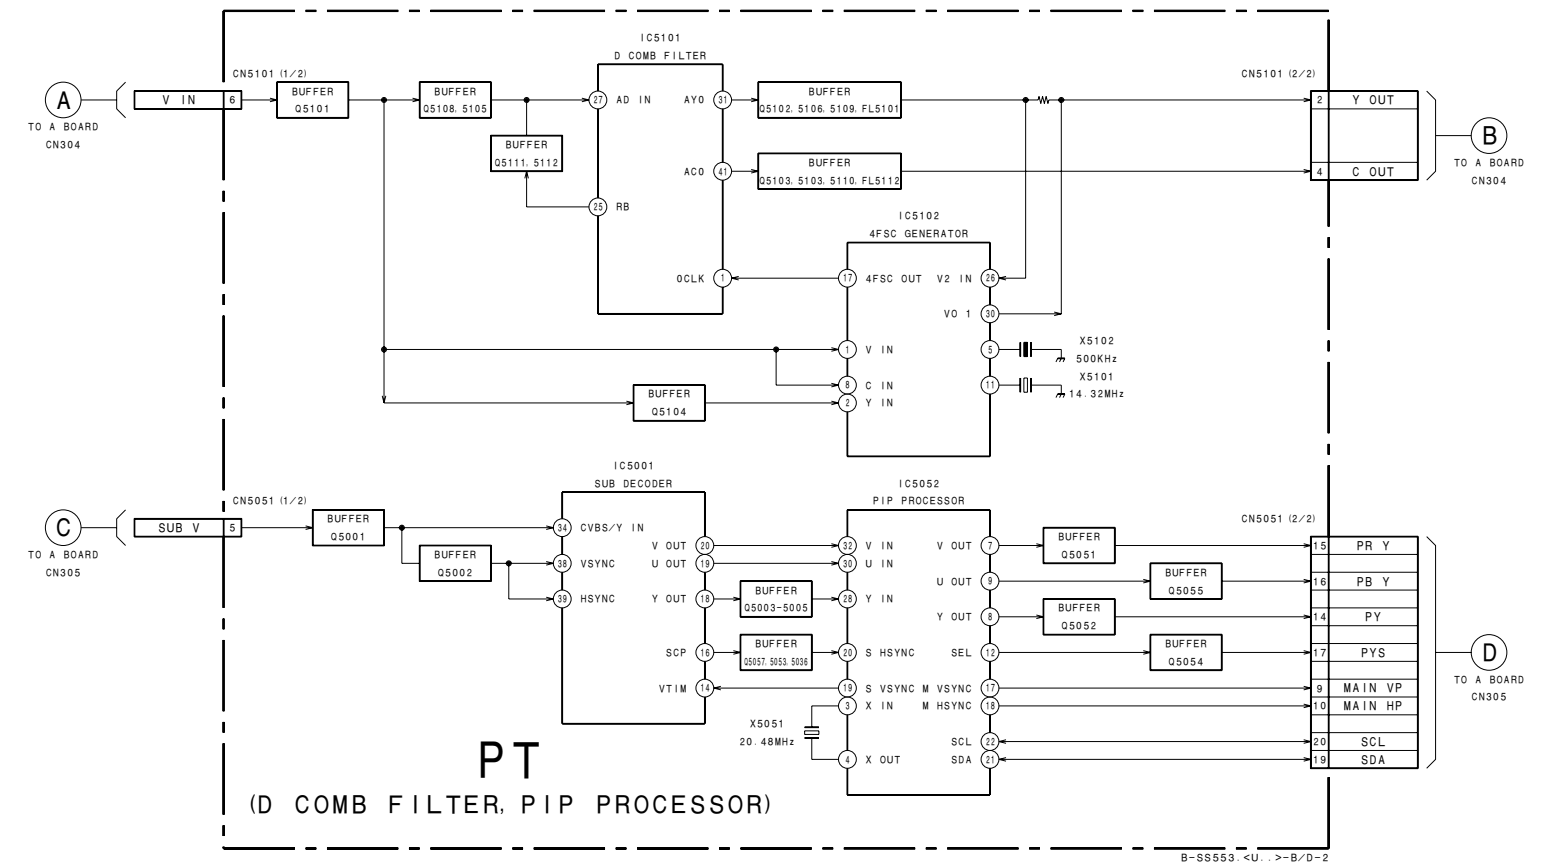 IC5101
D COMB FILTER
CN5101 (1/2)
CN5101 (2/2)
A
TO A BOARD
CN304
V IN
6
BUFFER
Q5101
BUFFER
Q5108, 5105
BUFFER
Q5111, 5112
27
AD IN
AYO
31
BUFFER
Q5102, 5106, 5109, FL5101
ACO
41
BUFFER
Q5103, 5103, 5110, FL5112
25
RB
OCLK
1
2
Y OUT
4
C OUT
B
TO A BOARD
CN304
IC5102
4FSC GENERATOR
17
4FSC OUT
V2 IN
26
VO 1
30
1
V IN
5
X5102
500KHz
8
C IN
11
X5101
14.32MHz
2
Y IN
BUFFER
Q5104
IC5001
SUB DECODER
IC5052
PIP PROCESSOR
CN5051 (1/2)
CN5051 (2/2)
C
TO A BOARD
CN305
SUB V
5
BUFFER
Q5001
BUFFER
Q5002
34
CVBS/Y IN
38
VSYNC
39
HSYNC
V OUT
20
U OUT
19
Y OUT
18
SCP
16
VTIM
14
BUFFER
Q5003-5005
BUFFER
Q5057, 5053, 5036
32
V IN
30
U IN
28
Y IN
20
S HSYNC
19
S VSYNC
3
X IN
4
X OUT
X5051
20.48MHz
V OUT
7
U OUT
9
Y OUT
8
SEL
12
M VSYNC
17
M HSYNC
18
SCL
22
SDA
21
BUFFER
Q5051
BUFFER
Q5055
BUFFER
Q5052
BUFFER
Q5054
15
PR Y
16
PB Y
14
PY
17
PYS
9
MAIN VP
10
MAIN HP
20
SCL
19
SDA
D
TO A BOARD
CN305
PT
(D COMB FILTER, PIP PROCESSOR)
B-SS553.<U..>-B/D-2